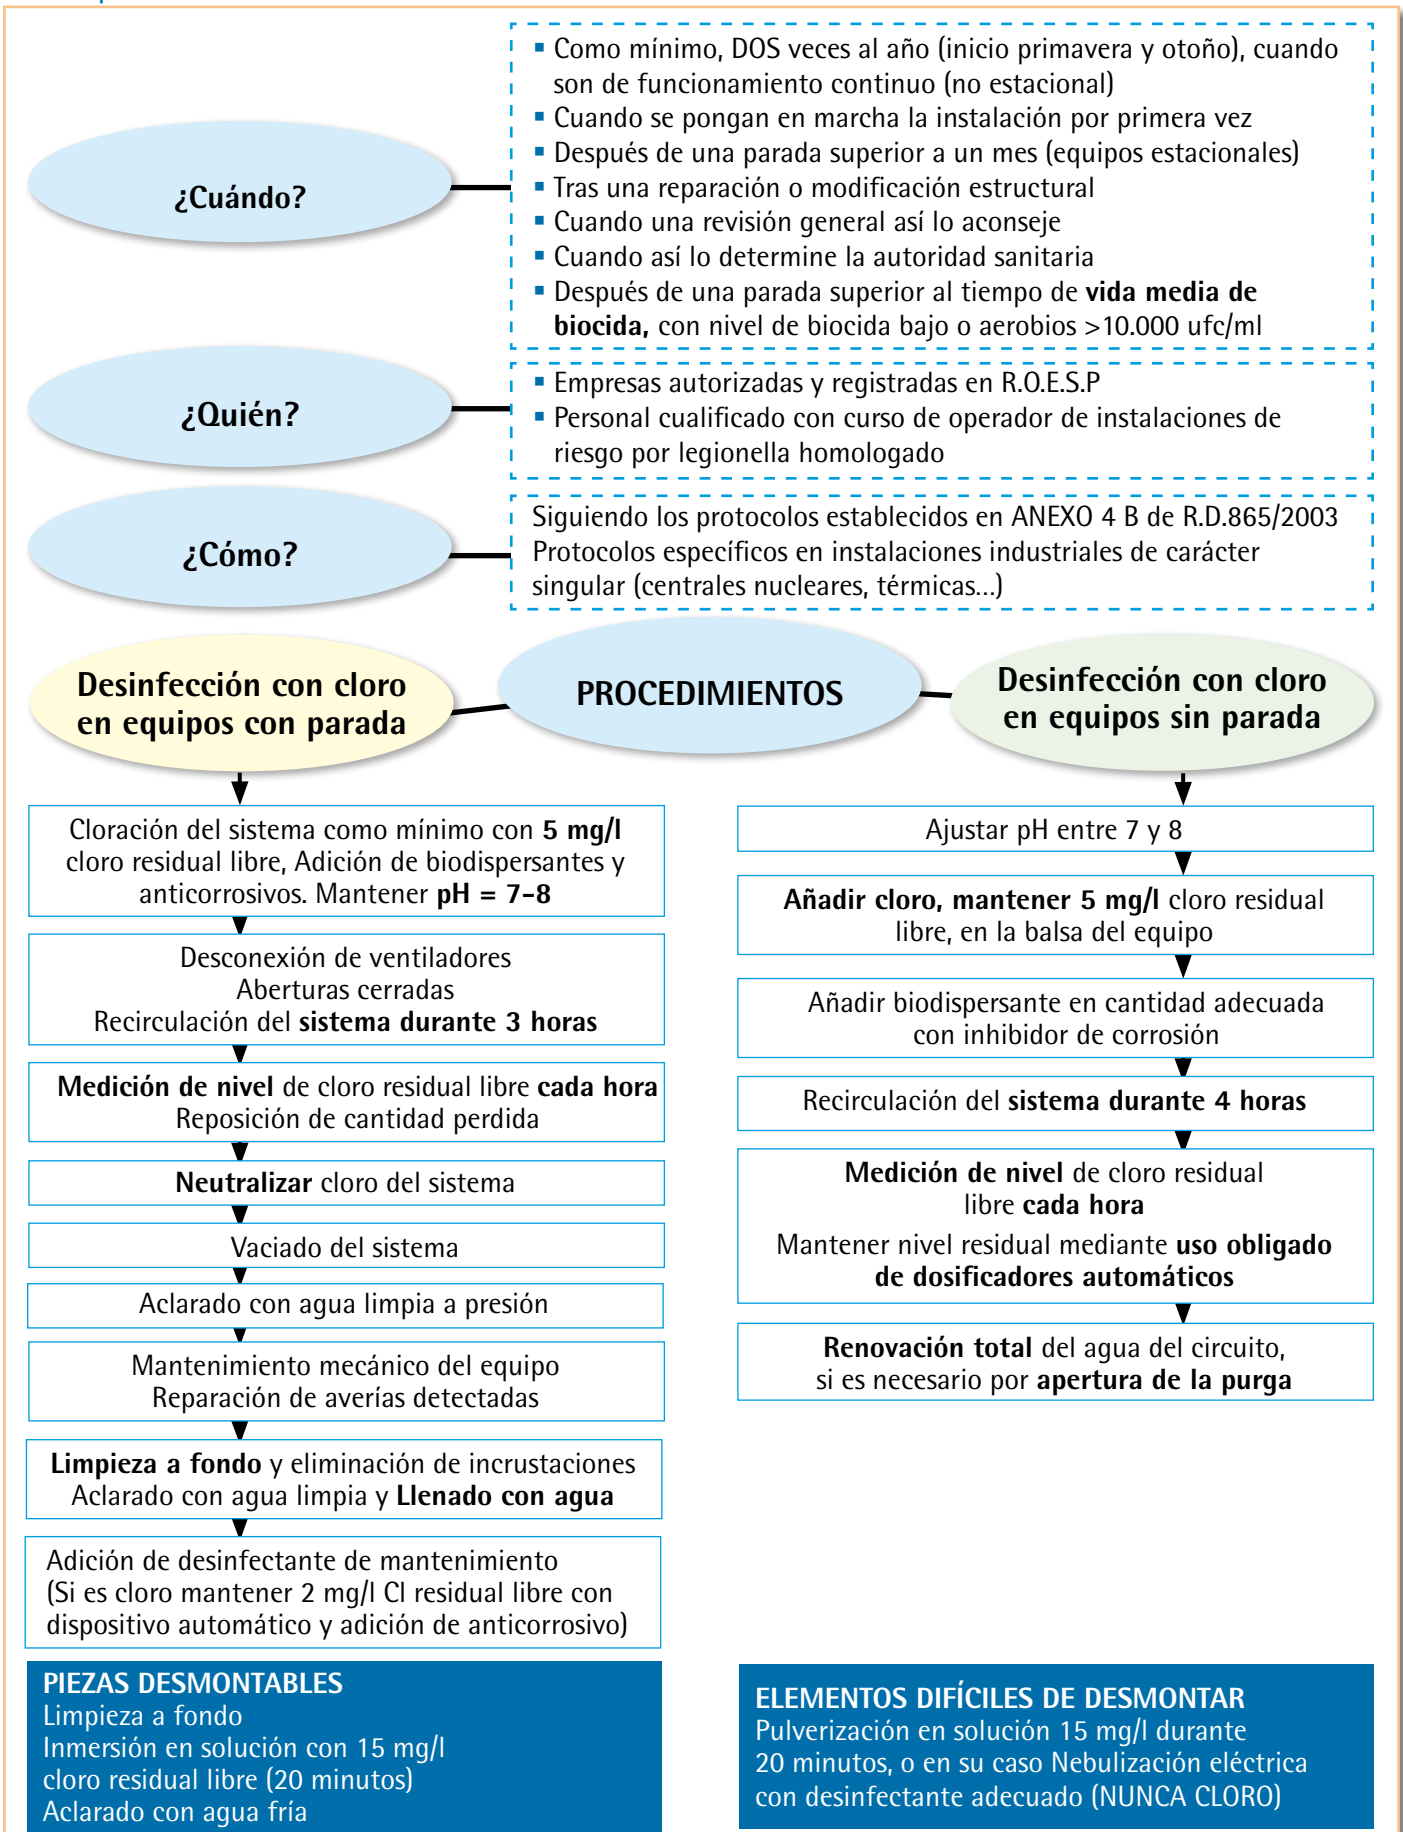 ▪ Como mínimo, DOS veces al año (inicio primavera y otoño), cuando
son de funcionamiento continuo (no estacional)
▪ Cuando se pongan en marcha la instalación por primera vez
▪ Después de una parada superior a un mes (equipos estacionales)
¿Cuándo?
▪ Tras una reparación o modificación estructural
▪ Cuando una revisión general así lo aconseje
▪ Cuando así lo determine la autoridad sanitaria
▪ Después de una parada superior al tiempo de vida media de
biocida, con nivel de biocida bajo o aerobios >10.000 ufc/ml
¿Quién?
▪ Empresas autorizadas y registradas en R.O.E.S.P
▪ Personal cualificado con curso de operador de instalaciones de
riesgo por legionella homologado
¿Cómo?
Siguiendo los protocolos establecidos en ANEXO 4 B de R.D.865/2003
Protocolos específicos en instalaciones industriales de carácter
singular (centrales nucleares, térmicas...)
PROCEDIMIENTOS
Desinfección con cloro
en equipos con parada
Cloración del sistema como mínimo con 5 mg/l
cloro residual libre, Adición de biodispersantes y
anticorrosivos. Mantener pH = 7-8
Desconexión de ventiladores
Aberturas cerradas
Recirculación del sistema durante 3 horas
Medición de nivel de cloro residual libre cada hora
Reposición de cantidad perdida
Neutralizar cloro del sistema
Vaciado del sistema
Aclarado con agua limpia a presión
Mantenimiento mecánico del equipo
Reparación de averías detectadas
Limpieza a fondo y eliminación de incrustaciones
Aclarado con agua limpia y Llenado con agua
Adición de desinfectante de mantenimiento
(Si es cloro mantener 2 mg/l Cl residual libre con
dispositivo automático y adición de anticorrosivo)
PIEZAS DESMONTABLES
Limpieza a fondo
Inmersión en solución con 15 mg/l
cloro residual libre (20 minutos)
Aclarado con agua fría
Desinfección con cloro
en equipos sin parada
Ajustar pH entre 7 y 8
Añadir cloro, mantener 5 mg/l cloro residual
libre, en la balsa del equipo
Añadir biodispersante en cantidad adecuada
con inhibidor de corrosión
Recirculación del sistema durante 4 horas
Medición de nivel de cloro residual
libre cada hora
Mantener nivel residual mediante uso obligado
de dosificadores automáticos
Renovación total del agua del circuito,
si es necesario por apertura de la purga
ELEMENTOS DIFÍCILES DE DESMONTAR
Pulverización en solución 15 mg/l durante
20 minutos, o en su caso Nebulización eléctrica
con desinfectante adecuado (NUNCA CLORO)